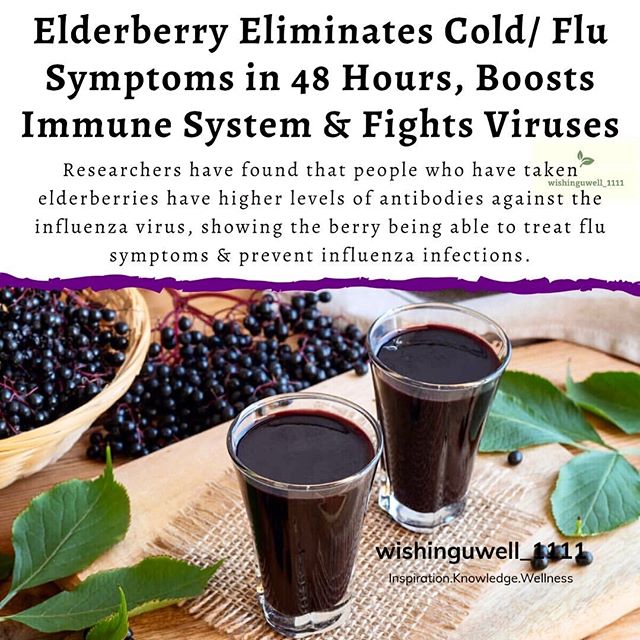 Elderberry Eliminates Cold/ Flu
Symptoms in 48 Hours, Boosts
Immune System & Fights Viruses
Researchers have found that people who have taken
elderberries have higher levels of antibodies against the
influenza virus, showing the berry being able to treat flu
symptoms & prevent influenza infections.
wishinguwell_1111
wishinguwell_1111
Inspiration.Knowledge.Wellness